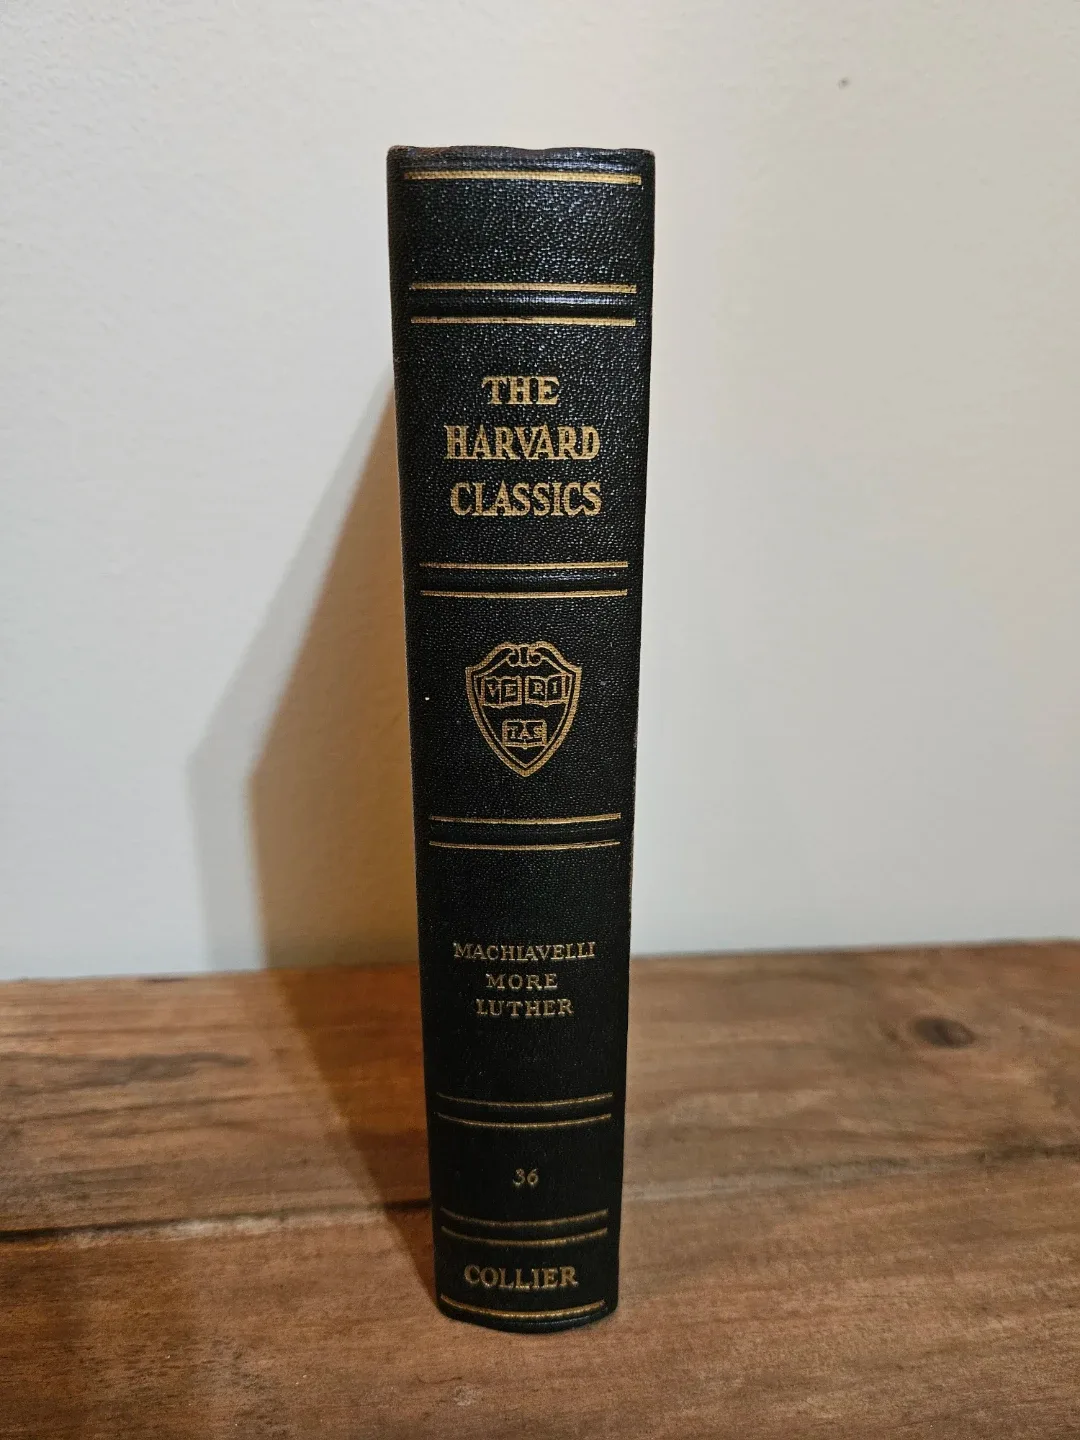 THE
HARVARD
CLASSICS
VE RI
TAS
MACHIAVELLI
MORE
LUTHER
36
COLLIER